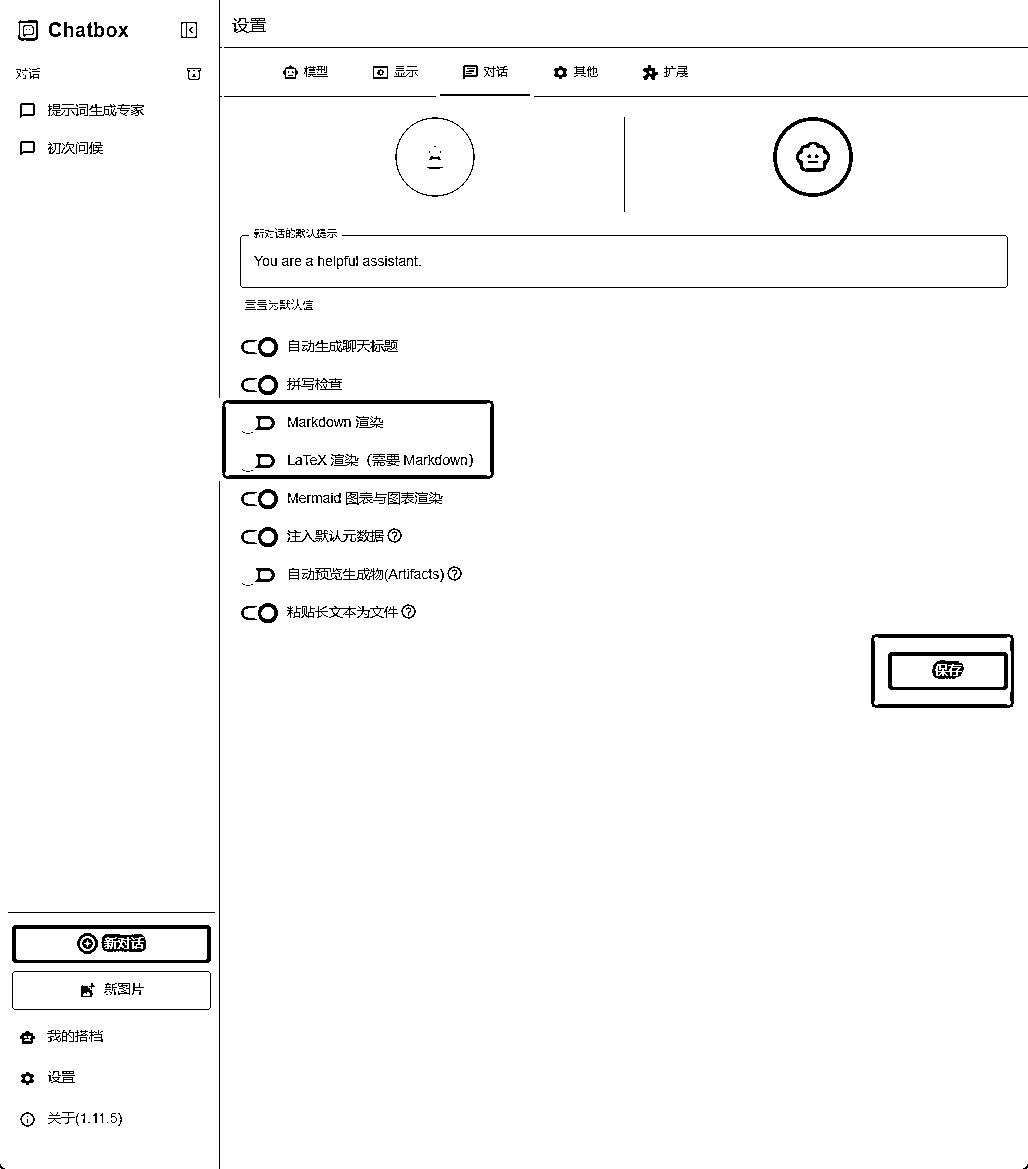 Chatbox
对话
提示词生成专家
初次问候
新对话
新图片
我的搭档
设置
关于(1.11.5)
设置
模型
显示
对话
其他
扩展
新对话的默认提示
You are a helpful assistant.
重置为默认值
自动生成聊天标题
拼写检查
Markdown 渲染
LaTeX 渲染（需要 Markdown）
Mermaid 图表与图表渲染
注入默认元数据
自动预览生成物(Artifacts)
粘贴长文本为文件
保存